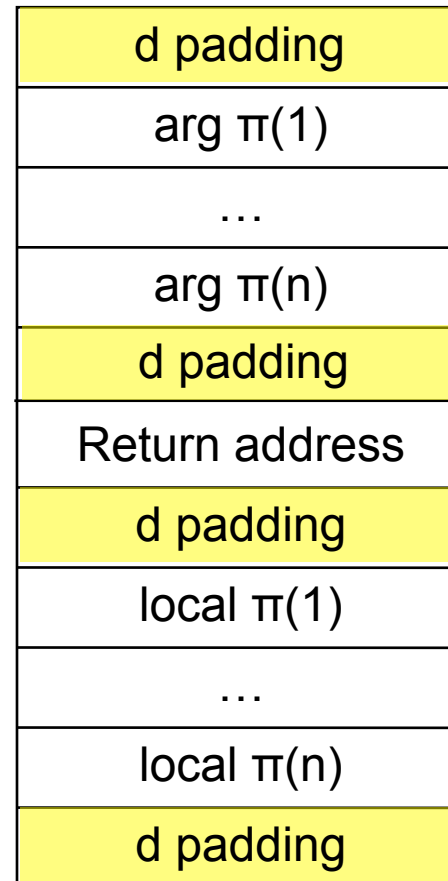 d padding
arg π(1)
…
arg π(n)
d padding
Return address
d padding
local π(1)
…
local π(n)
d padding